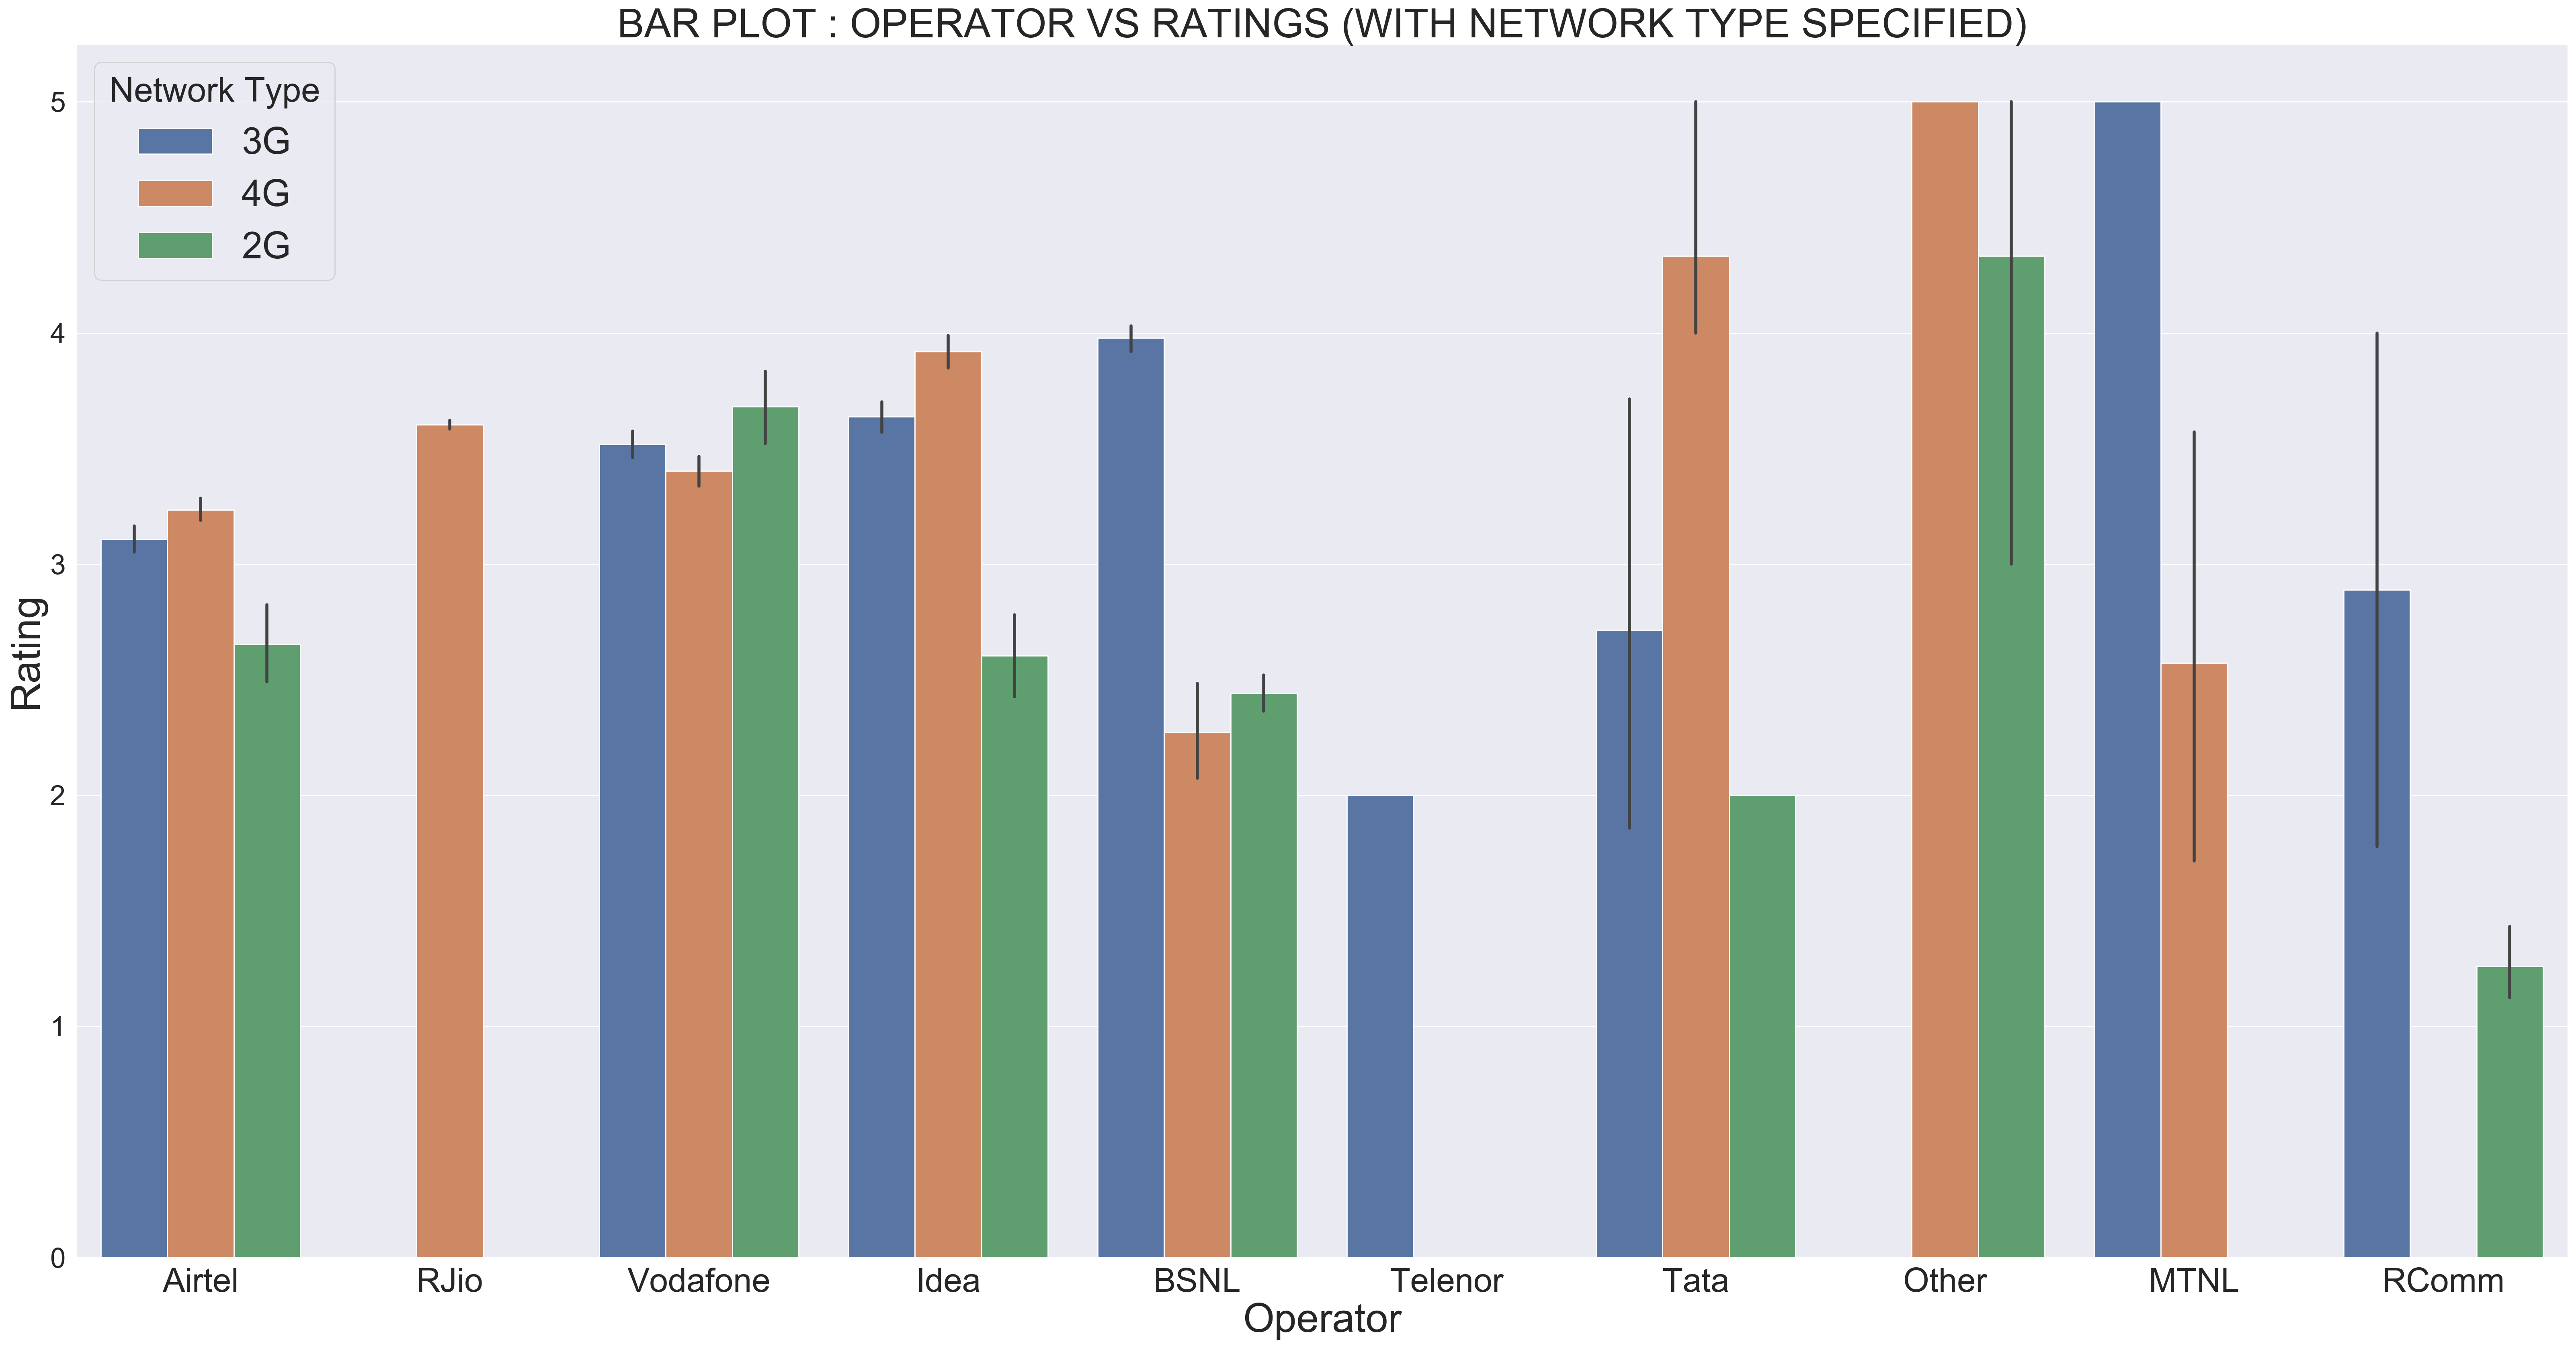 BAR PLOT : OPERATOR VS RATINGS (WITH NETWORK TYPE SPECIFIED)
Network Type
3G
4G
2G
5
4
3
2
1
0
Rating
Airtel RJio Vodafone Idea BSNL Telenor Tata Other MTNL RComm
Operator